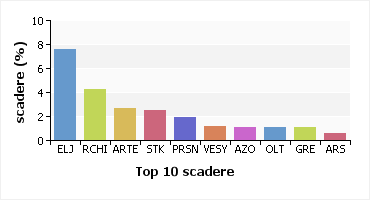 10
8
6
4
2
0
scadere (%)
ELJ RCHI ARTE STK PRSN VESY AZO OLT GRE ARS
Top 10 scadere